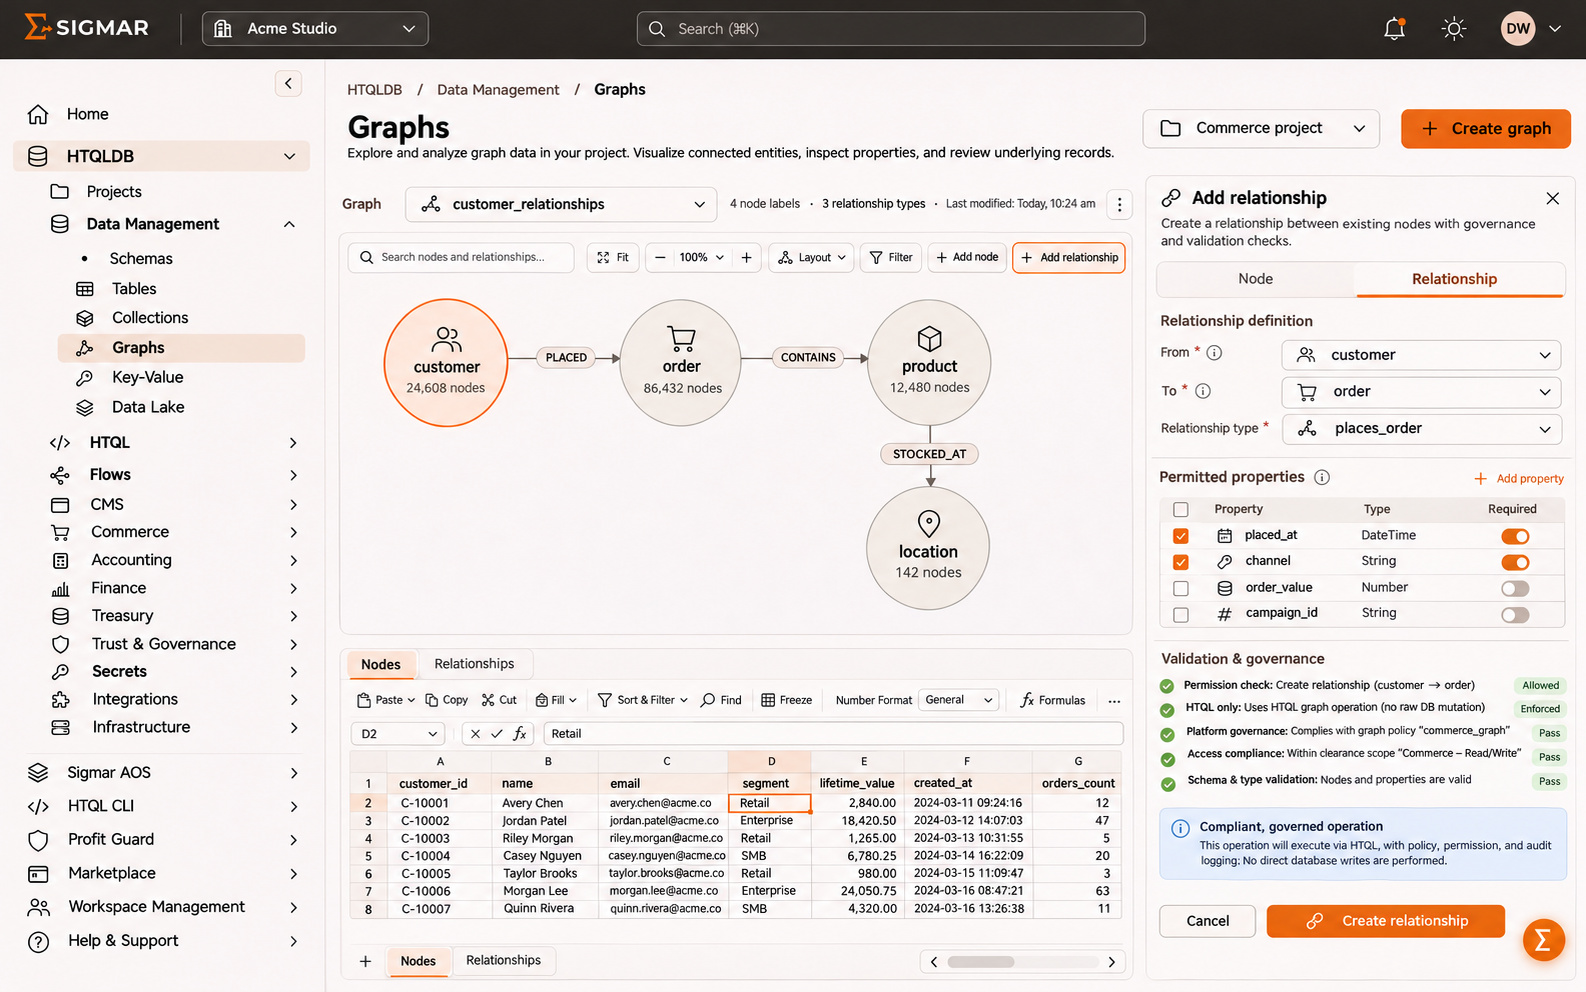 SIGMAR
Acme Studio
Search (⌘K)
DW
Home
HTQLDB
Projects
Data Management
Schemas
Tables
Collections
Graphs
Key-Value
Data Lake
HTQL
Flows
CMS
Commerce
Accounting
Finance
Treasury
Trust & Governance
Secrets
Integrations
Infrastructure
Sigmar AOS
HTQL CLI
Profit Guard
Marketplace
Workspace Management
Help & Support
HTQLDB / Data Management / Graphs
Graphs
Explore and analyze graph data in your project. Visualize connected entities, inspect properties, and review underlying records.
Commerce project
+ Create graph
Graph
customer_relationships
4 node labels · 3 relationship types · Last modified: Today, 10:24 am
Search nodes and relationships...
Fit
− 100% +
Layout
Filter
+ Add node
+ Add relationship
customer
24,608 nodes
PLACED
order
86,432 nodes
CONTAINS
product
12,480 nodes
STOCKED_AT
location
142 nodes
Nodes Relationships
Paste Copy Cut Fill Sort & Filter Find Freeze Number Format General fx Formulas ...
D2 fx Retail
A B C D E F G
1 customer_id name email segment lifetime_value created_at orders_count
2 C-10001 Avery Chen avery.chen@acme.co Retail 2,840.00 2024-03-11 09:24:16 12
3 C-10002 Jordan Patel jordan.patel@acme.co Enterprise 18,420.50 2024-03-12 14:07:03 47
4 C-10003 Riley Morgan riley.morgan@acme.co Retail 1,265.00 2024-03-13 10:31:55 5
5 C-10004 Casey Nguyen casey.nguyen@acme.co SMB 6,780.25 2024-03-14 16:22:09 20
6 C-10005 Taylor Brooks taylor.brooks@acme.co Retail 980.00 2024-03-15 11:09:47 3
7 C-10006 Morgan Lee morgan.lee@acme.co Enterprise 24,050.75 2024-03-16 08:47:21 63
8 C-10007 Quinn Rivera quinn.rivera@acme.co SMB 4,320.00 2024-03-16 13:26:38 11
+ Nodes Relationships
Add relationship
Create a relationship between existing nodes with governance
and validation checks.
Node Relationship
Relationship definition
From * customer
To * order
Relationship type * places_order
Permitted properties
+ Add property
Property Type Required
placed_at DateTime
channel String
order_value Number
campaign_id String
Validation & governance
Permission check: Create relationship (customer → order) Allowed
HTQL only: Uses HTQL graph operation (no raw DB mutation) Enforced
Platform governance: Complies with graph policy “commerce_graph” Pass
Access compliance: Within clearance scope “Commerce – Read/Write” Pass
Schema & type validation: Nodes and properties are valid Pass
Compliant, governed operation
This operation will execute via HTQL, with policy, permission, and audit
logging: No direct database writes are performed.
Cancel
Create relationship
Σ